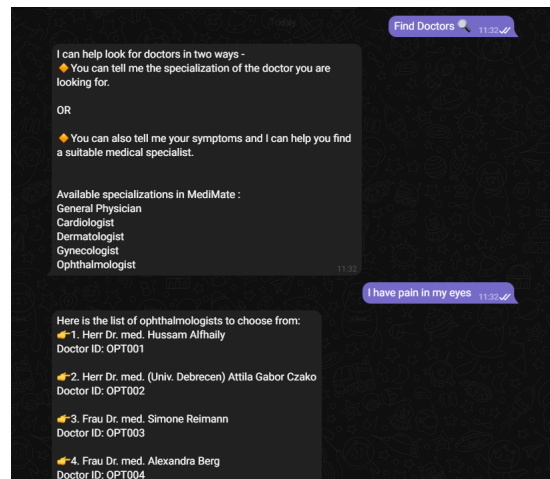 Today
Find Doctors 🔍 11:32
I can help look for doctors in two ways -
🔸You can tell me the specialization of the doctor you are
looking for.
OR
🔸You can also tell me your symptoms and I can help you find
a suitable medical specialist.
Available specializations in MediMate :
General Physician
Cardiologist
Dermatologist
Gynecologist
Ophthalmologist
11:32
I have pain in my eyes 11:32
Here is the list of ophthalmologists to choose from:
👉1. Herr Dr. med. Hussam Alfhaily
Doctor ID: OPT001
👉2. Herr Dr. med. (Univ. Debrecen) Attila Gabor Czako
Doctor ID: OPT002
👉3. Frau Dr. med. Simone Reimann
Doctor ID: OPT003
👉4. Frau Dr. med. Alexandra Berg
Doctor ID: OPT004